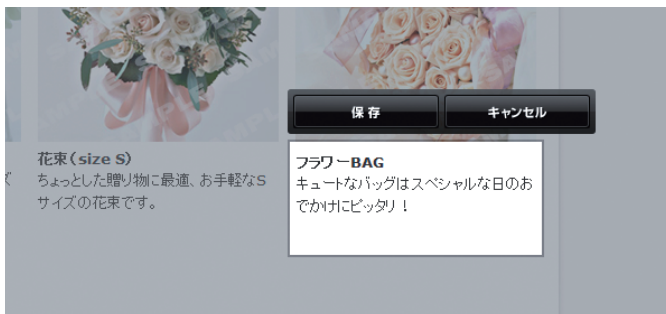 保存 キャンセル
花束（size S）
ちょっとした贈り物に最適、お手軽なS
サイズの花束です。
フラワーBAG
キュートなバッグはスペシャルな日のお
でかけにピッタリ！